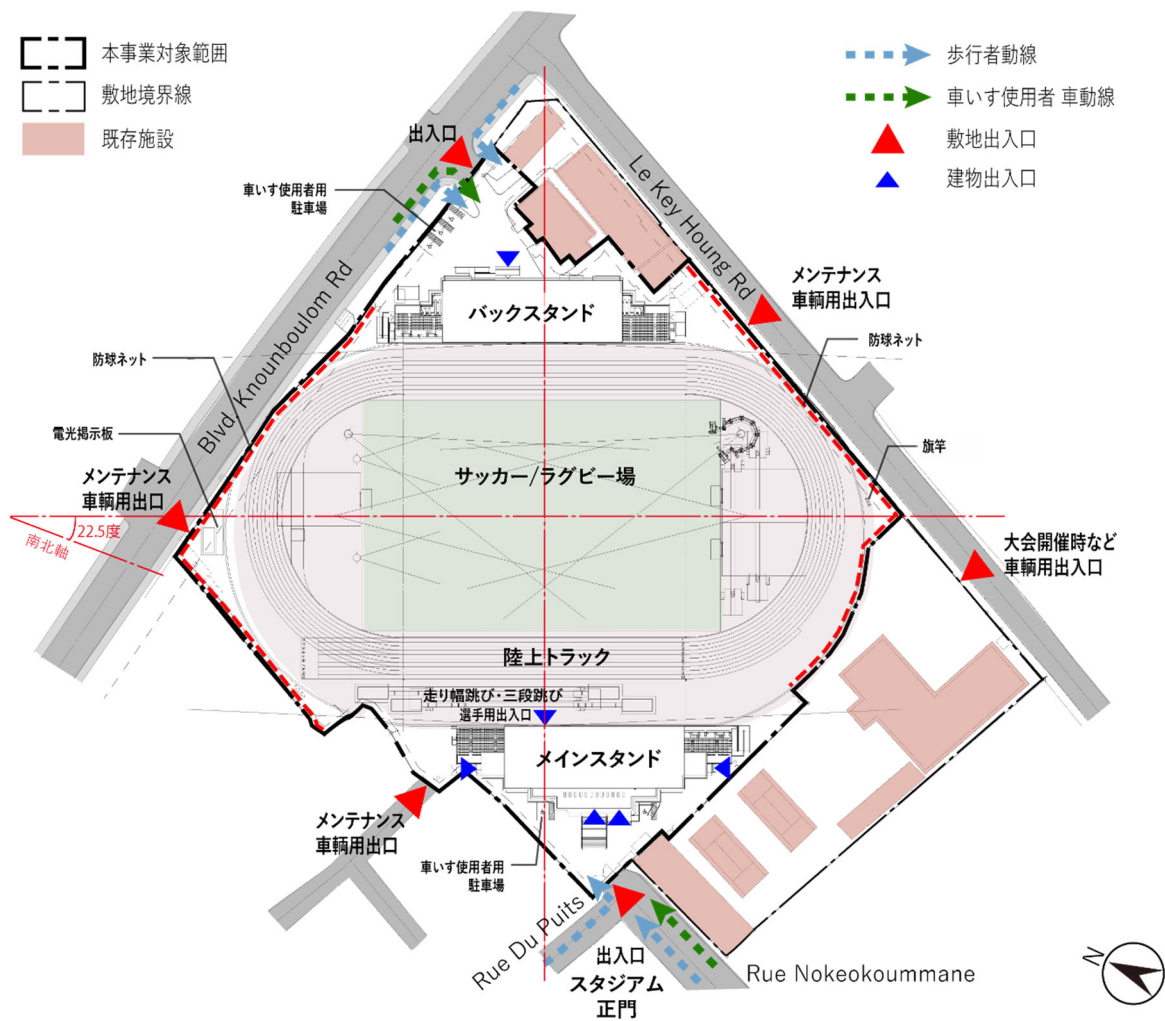 本事業対象範囲
敷地境界線
既存施設
歩行者動線
車いす使用者 車動線
敷地出入口
建物出入口
出入口
車いす使用者用
駐車場
Le Key Houng Rd
メンテナンス
車輌用出入口
バックスタンド
防球ネット
防球ネット
Blvd. Knounboulom Rd
電光掲示板
旗竿
メンテナンス
車輌用出口
サッカー/ラグビー場
22.5度
南北軸
大会開催時など
車輌用出入口
陸上トラック
走り幅跳び・三段跳び
選手用出入口
メインスタンド
メンテナンス
車輌用出口
車いす使用者用
駐車場
Rue Du Puits
出入口
スタジアム
正門
Rue Nokeokoummane
N